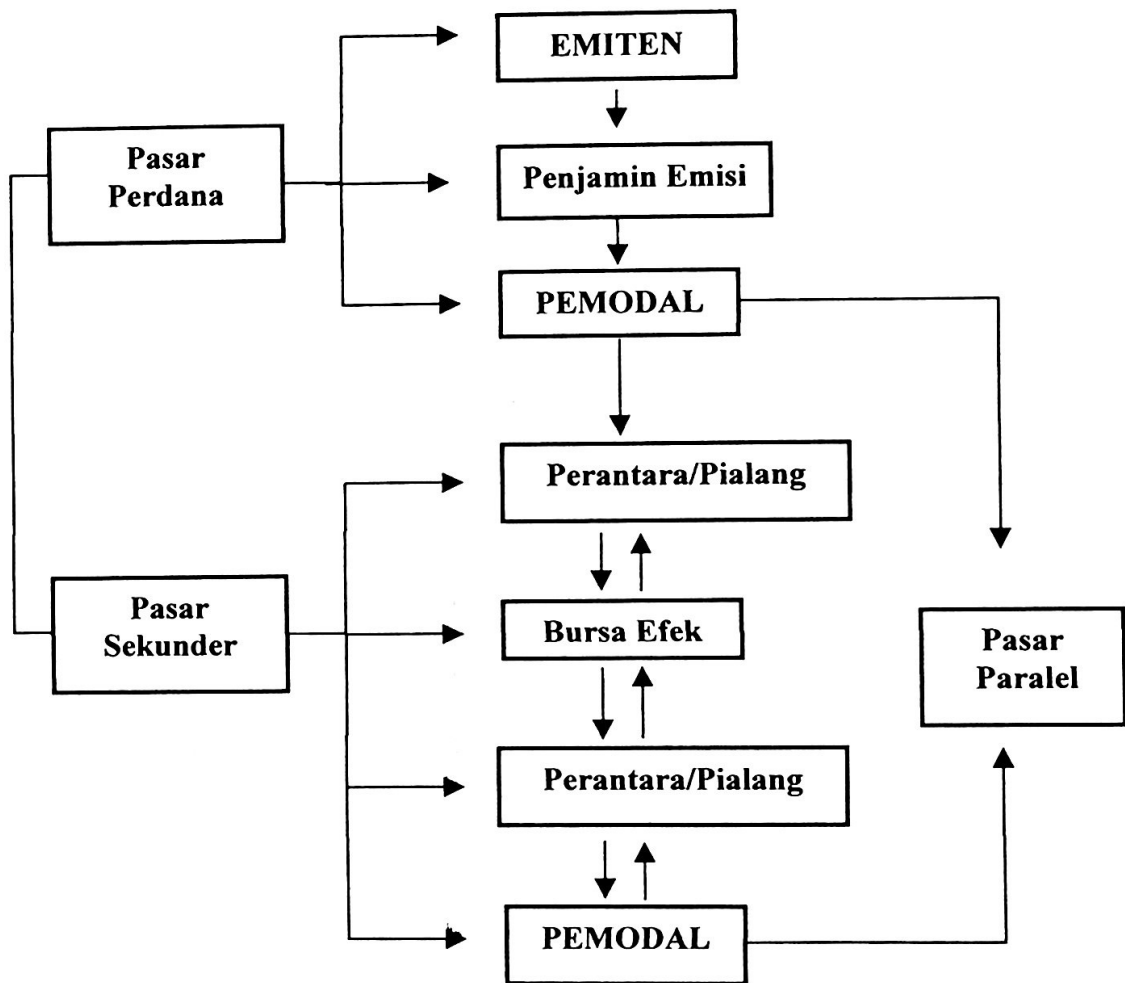 EMITEN
Pasar
Perdana
Penjamin Emisi
PEMODAL
Perantara/Pialang
Pasar
Sekunder
Bursa Efek
Pasar
Paralel
Perantara/Pialang
PEMODAL